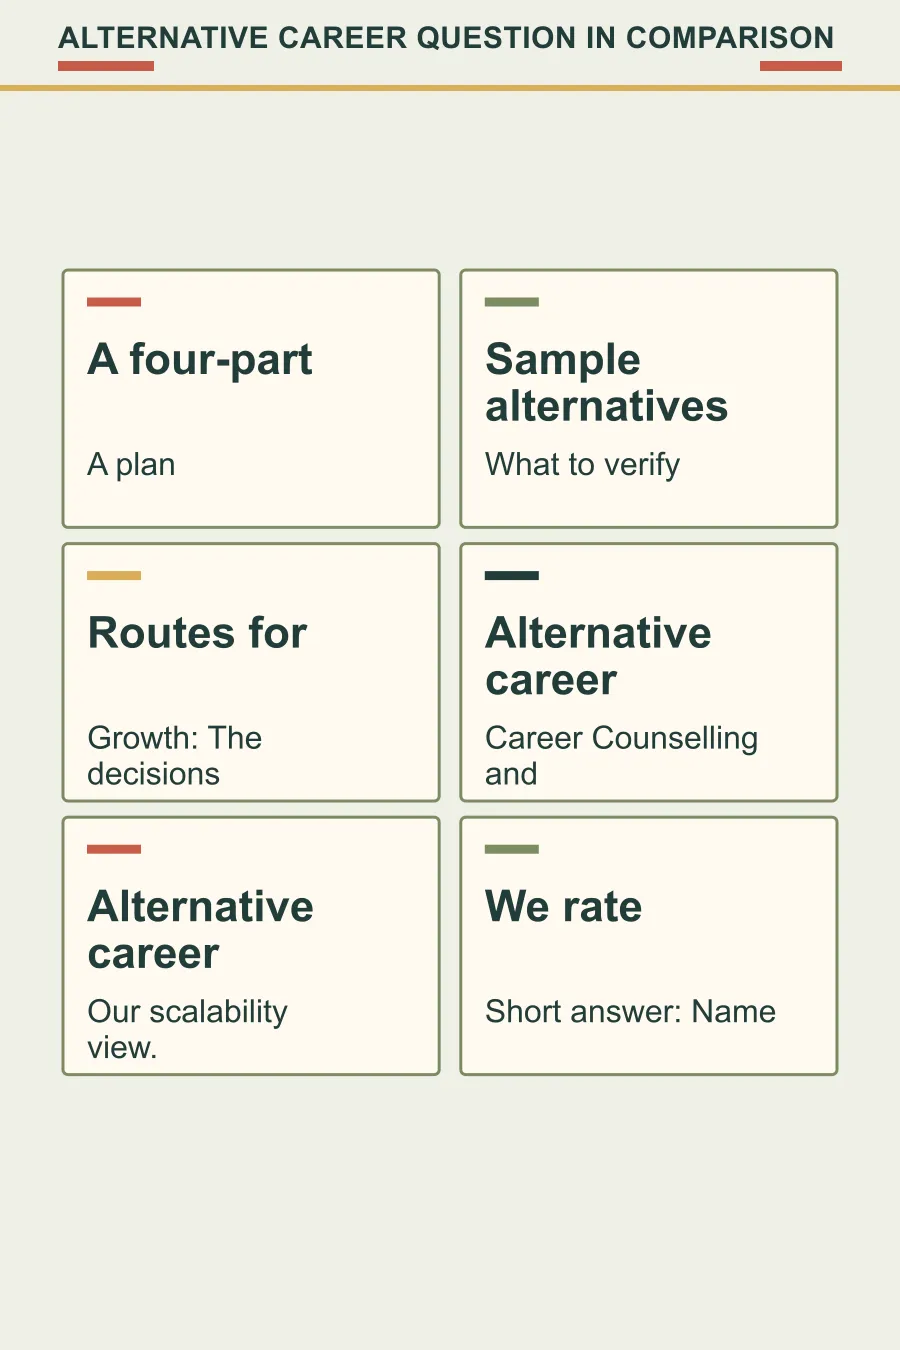 ALTERNATIVE CAREER QUESTION IN COMPARISON
A four-part
A plan
Sample
alternatives
What to verify
Routes for
Growth: The
decisions
Alternative
career
Career Counselling
and
Alternative
career
Our scalability
view.
We rate
Short answer: Name